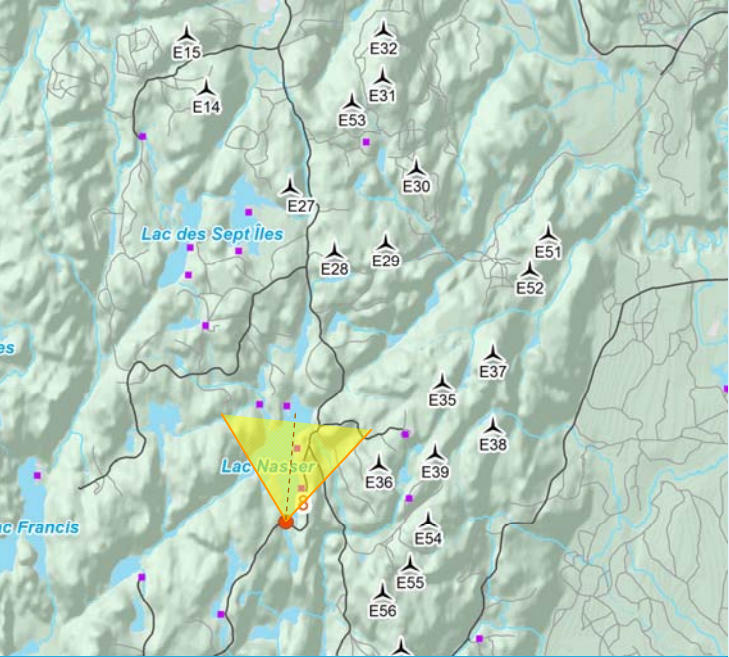 E15
E32
E14
E31
E53
E30
E27
Lac des Sept Îles
E28
E29
E51
E52
es
E37
E35
E38
Lac Nasser
E36
E39
8
ac Francis
E54
E55
E56